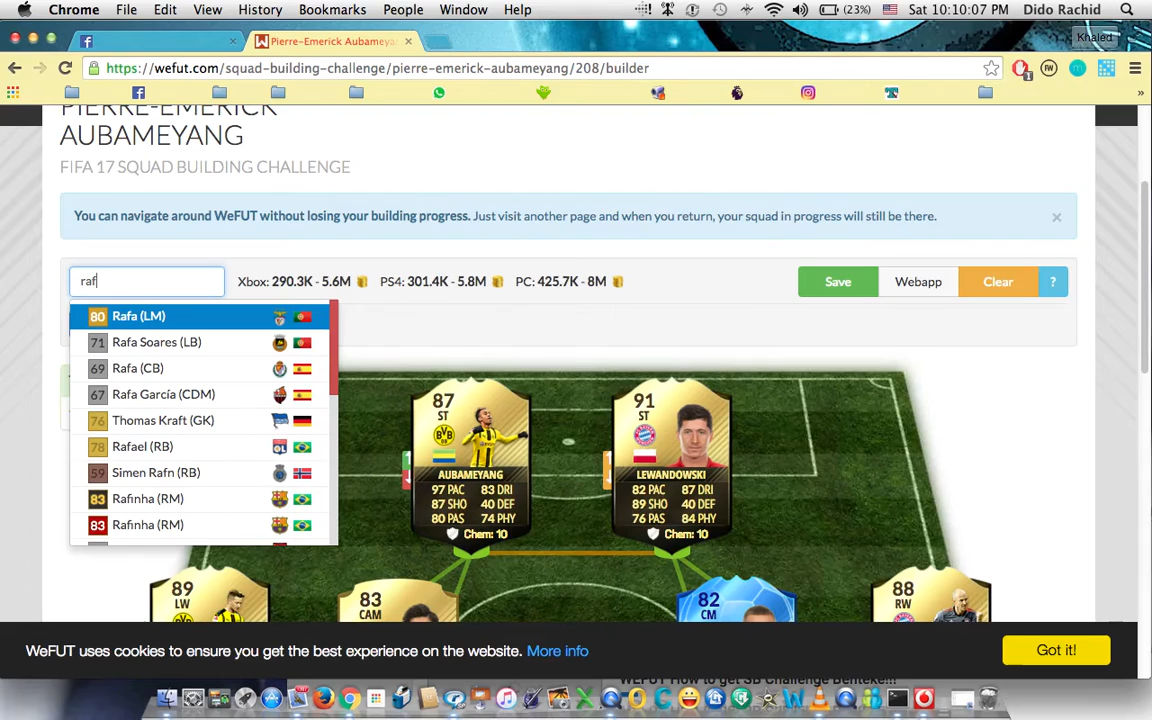 Chrome File Edit View History Bookmarks People Window Help (23%) Sat 10:10:07 PM Dido Rachid
Pierre-Emerick Aubameya
Khaled
https://wefut.com/squad-building-challenge/pierre-emerick-aubameyang/208/builder
PIERRE-EMERICK
AUBAMEYANG
FIFA 17 SQUAD BUILDING CHALLENGE
You can navigate around WeFUT without losing your building progress. Just visit another page and when you return, your squad in progress will still be there. ×
raf Xbox: 290.3K - 5.6M PS4: 301.4K - 5.8M PC: 425.7K - 8M Save Webapp Clear ?
80 Rafa (LM)
71 Rafa Soares (LB)
69 Rafa (CB)
67 Rafa García (CDM)
76 Thomas Kraft (GK)
78 Rafael (RB)
59 Simen Rafn (RB)
83 Rafinha (RM)
83 Rafinha (RM)
87
ST
AUBAMEYANG
97 PAC 83 DRI
87 SHO 40 DEF
80 PAS 74 PHY
Chem: 10
91
ST
LEWANDOWSKI
82 PAC 87 DRI
89 SHO 40 DEF
76 PAS 84 PHY
Chem: 10
89
LW
83
CAM
82
CM
88
RW
WeFUT uses cookies to ensure you get the best experience on the website. More info Got it!
WeFUT How to get SB Challenge Benteke!!!